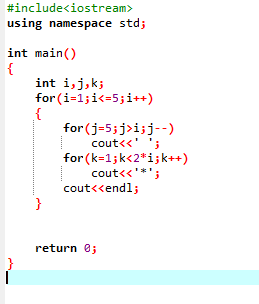 #include<iostream>
using namespace std;

int main()
{
    int i,j,k;
    for(i=1;i<=5;i++)
    {
        for(j=5;j>i;j--)
            cout<<' ';
        for(k=1;k<2*i;k++)
            cout<<'*';
        cout<<endl;
    }


    return 0;
}